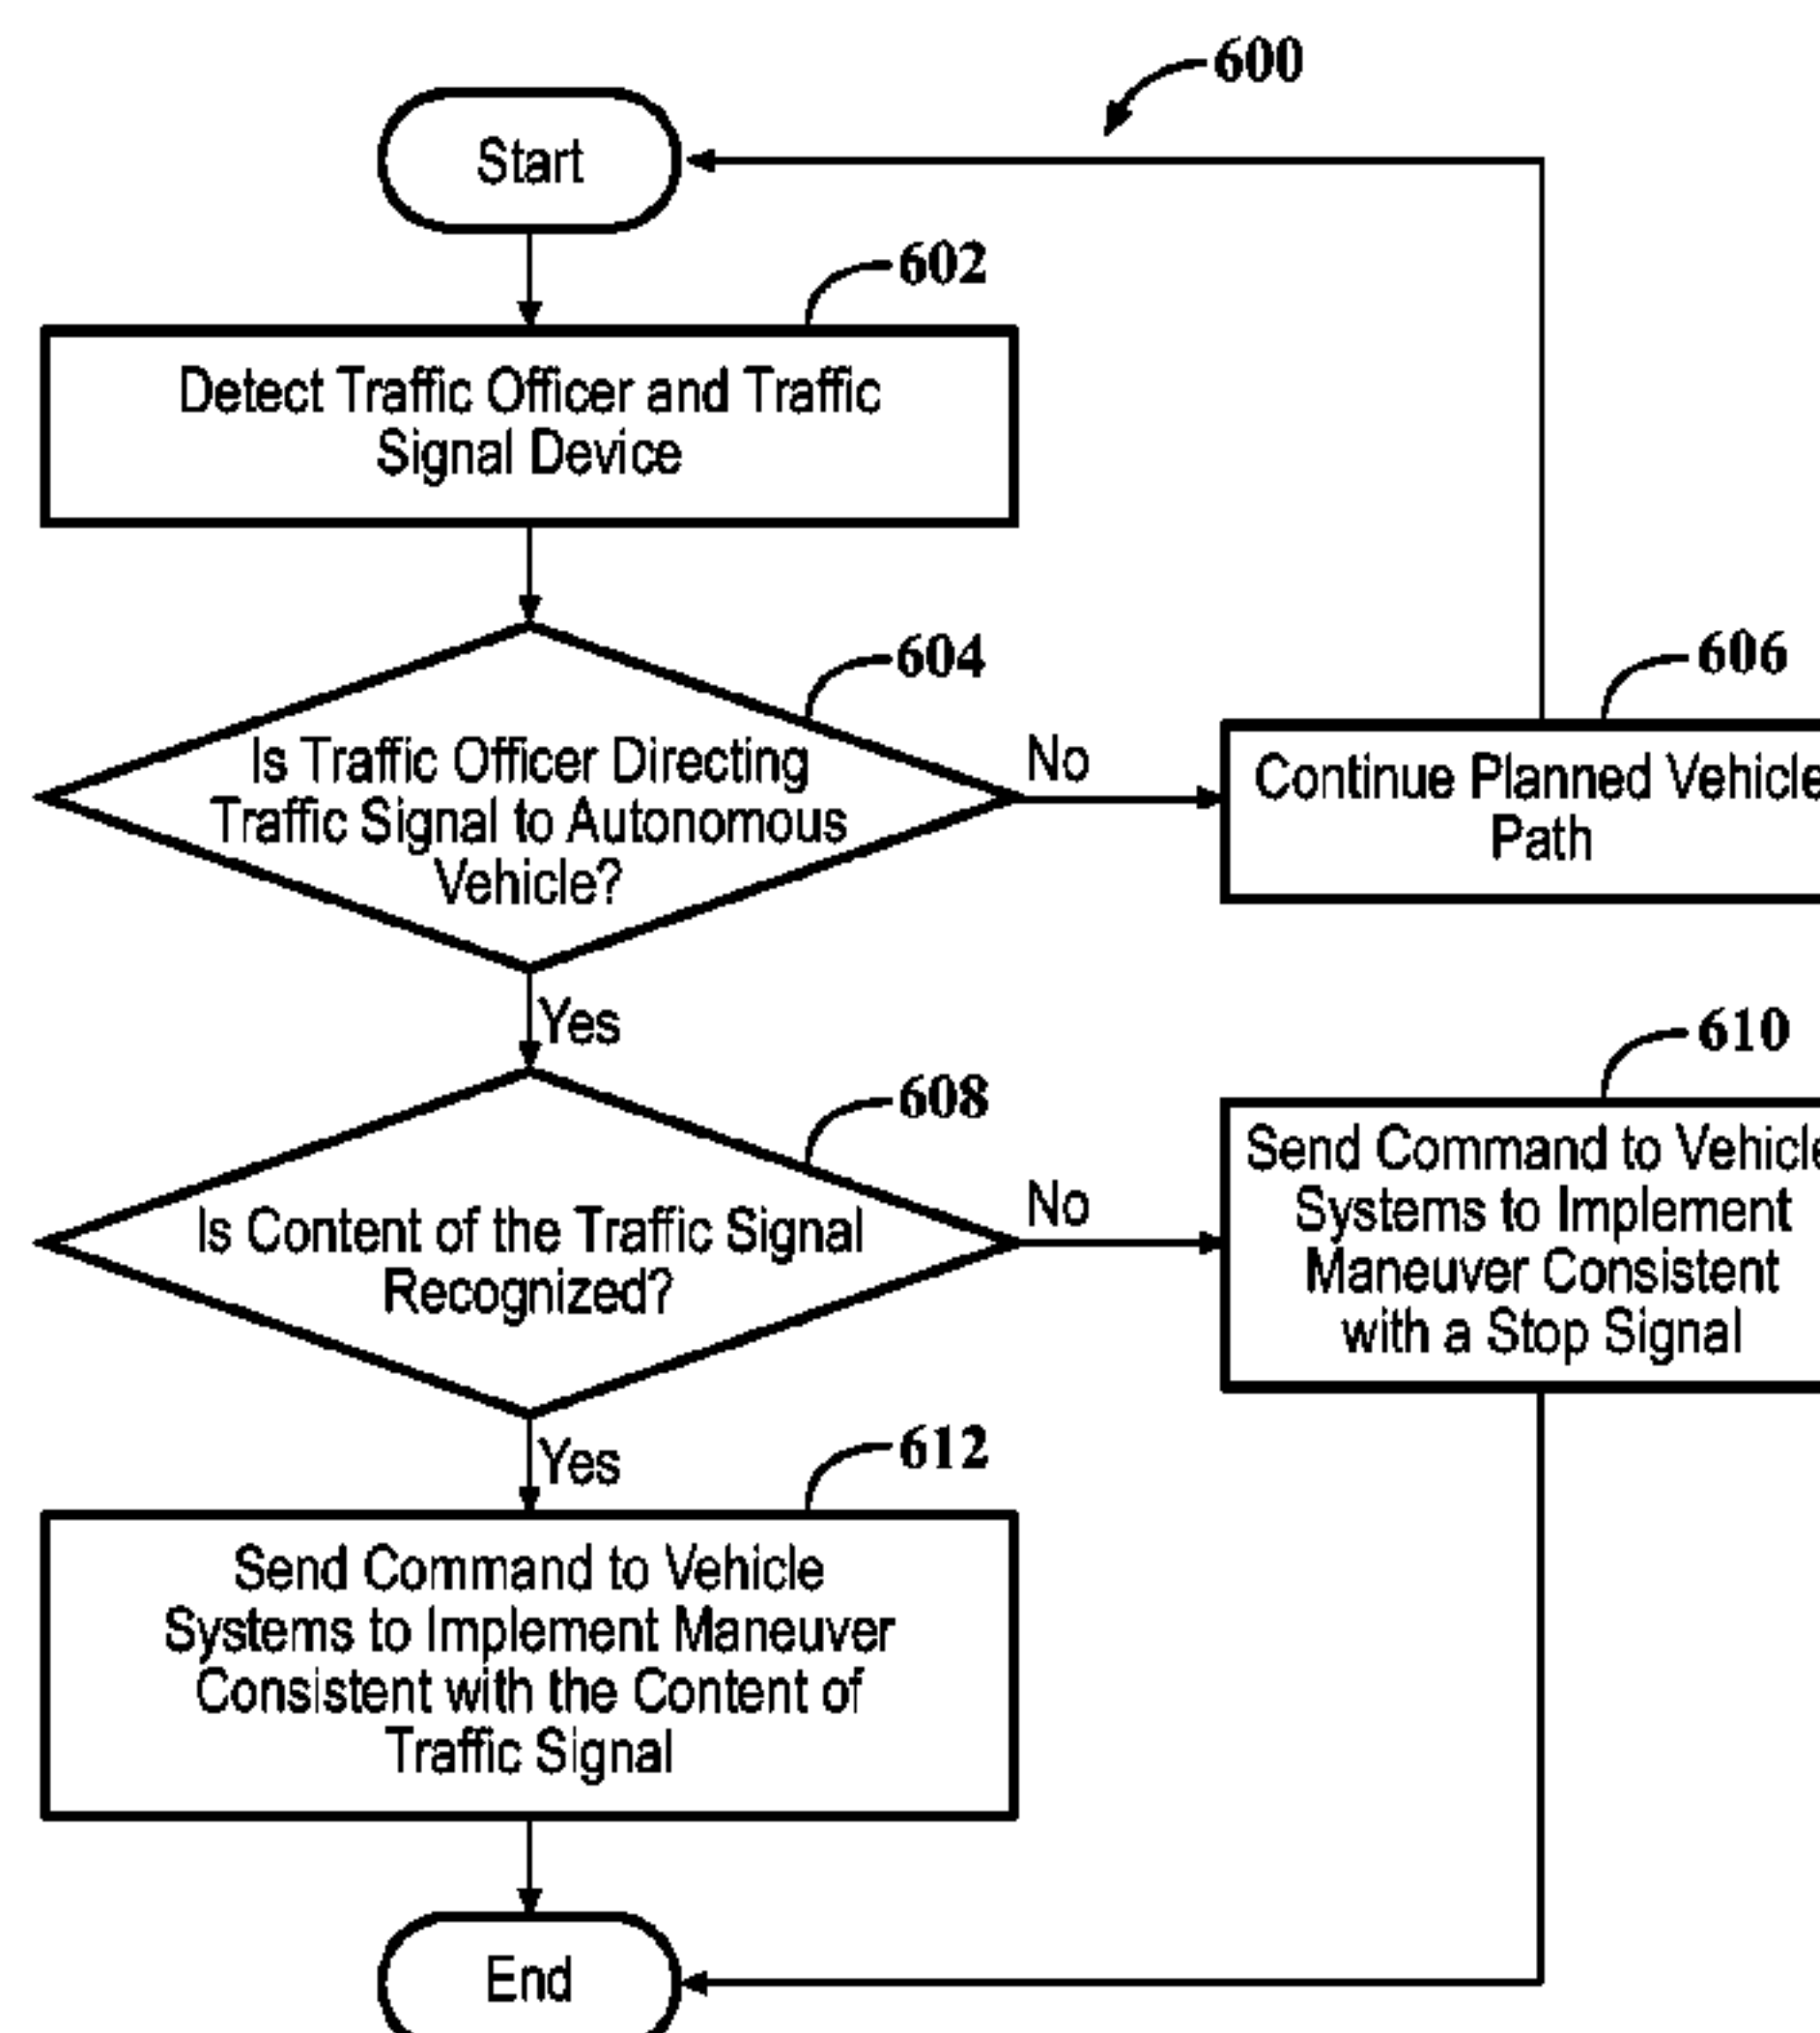 600
Start
602
Detect Traffic Officer and Traffic
Signal Device
604
Is Traffic Officer Directing
Traffic Signal to Autonomous
Vehicle?
No
606
Continue Planned Vehicle
Path
Yes
608
Is Content of the Traffic Signal
Recognized?
No
610
Send Command to Vehicle
Systems to Implement
Maneuver Consistent
with a Stop Signal
Yes
612
Send Command to Vehicle
Systems to Implement Maneuver
Consistent with the Content of
Traffic Signal
End